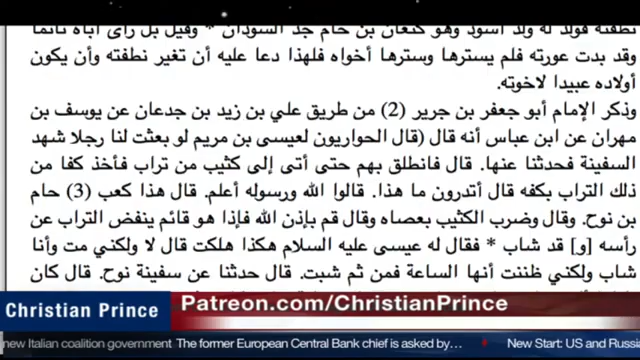 نطفته فولد له ولد أسود وهو كنعان بن حام جد السودان * وقيل بل رأى أباه نائما
وقد بدت عورته فلم يسترها وسترها أخواه فلهذا دعا عليه أن تغير نطفته وأن يكون
أولاده عبيدا لاخوته.
وذكر الإمام أبو جعفر بن جرير (2) من طريق علي بن زيد بن جدعان عن يوسف بن
مهران عن ابن عباس أنه قال (قال الحواريون لعيسى بن مريم لو بعثت لنا رجلا شهد
السفينة فحدثنا عنها. قال فانطلق بهم حتى أتى إلى كثيب من تراب فأخذ كفا من
ذلك التراب بكفه قال أتدرون ما هذا. قالوا الله ورسوله أعلم. قال هذا كعب (3) حام
بن نوح. وقال وضرب الكثيب بعصاه وقال قم بإذن الله فإذا هو قائم ينفض التراب عن
رأسه [و] قد شاب * فقال له عيسى عليه السلام هكذا هلكت قال لا ولكني مت وأنا
شاب ولكني ظننت أنها الساعة فمن ثم شبت. قال حدثنا عن سفينة نوح. قال كان
Christian Prince
Patreon.com/ChristianPrince
new Italian coalition government The former European Central Bank chief is asked by… New Start: US and Russia